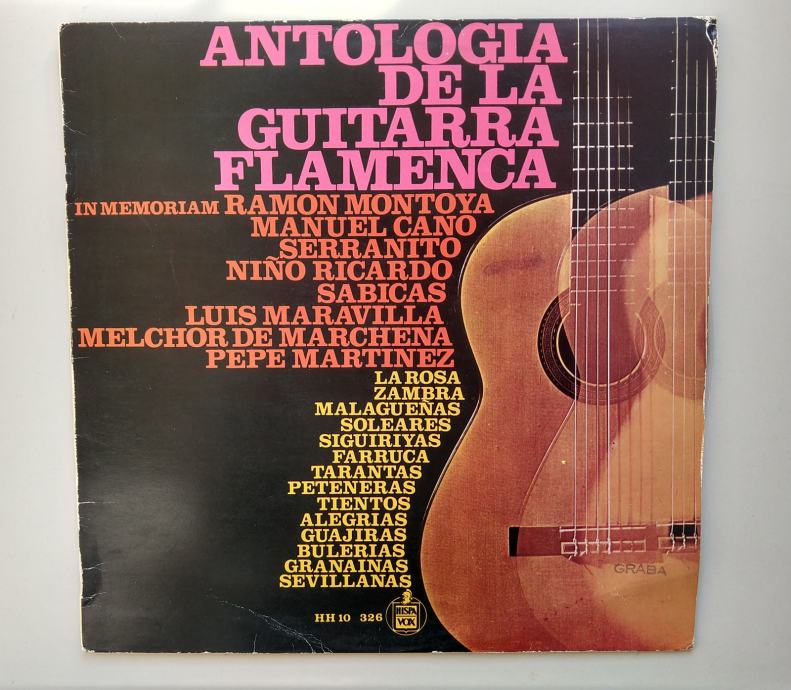 ANTOLOGIA
DE LA
GUITARRA
FLAMENCA
IN MEMORIAM RAMON MONTOYA
MANUEL CANO
SERRANITO
NIÑO RICARDO
SABICAS
LUIS MARAVILLA
MELCHOR DE MARCHENA
PEPE MARTINEZ
LA ROSA
ZAMBRA
MALAGUEÑAS
SOLEARES
SIGUIRIYAS
FARRUCA
TARANTAS
PETENERAS
TIENTOS
ALEGRIAS
GUAJIRAS
BULERIAS
GRANAINAS
SEVILLANAS
HH 10 326
HISPA
VOX
GRABA